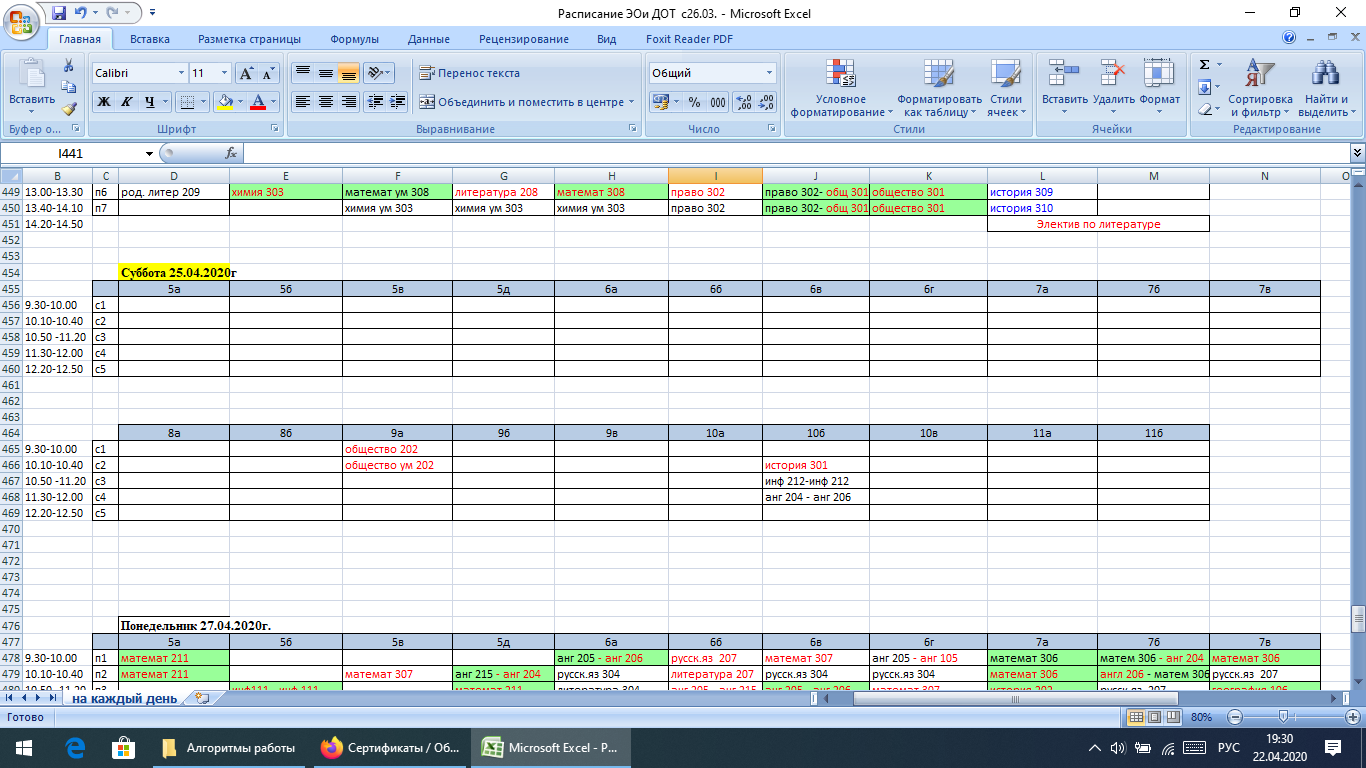 Расписание ЭОи ДОТ с26.03. - Microsoft Excel
Главная Вставка Разметка страницы Формулы Данные Рецензирование Вид Foxit Reader PDF
Вставить
Буфер о...
Calibri 11
Ж К Ч
Шрифт
Перенос текста
Объединить и поместить в центре
Выравнивание
Общий
% 000
Число
Условное форматирование
Форматировать как таблицу
Стили ячеек
Стили
Вставить Удалить Формат
Ячейки
Сортировка и фильтр
Найти и выделить
Редактирование
I441 fx
B C D E F G H I J K L M N O
449 13.00-13.30 п6 род. литер 209 химия 303 математ ум 308 литература 208 математ 308 право 302 право 302- общ 301 общество 301 история 309
450 13.40-14.10 п7 химия ум 303 химия ум 303 химия ум 303 право 302 право 302- общ 301 общество 301 история 310
451 14.20-14.50 Электив по литературе
452
453
454 Суббота 25.04.2020г
455 5а 5б 5в 5д 6а 6б 6в 6г 7а 7б 7в
456 9.30-10.00 с1
457 10.10-10.40 с2
458 10.50 -11.20 с3
459 11.30-12.00 с4
460 12.20-12.50 с5
461
462
463
464 8а 8б 9а 9б 9в 10а 10б 10в 11а 11б
465 9.30-10.00 с1 общество 202
466 10.10-10.40 с2 общество ум 202 история 301
467 10.50 -11.20 с3 инф 212-инф 212
468 11.30-12.00 с4 анг 204 - анг 206
469 12.20-12.50 с5
470
471
472
473
474
475
476 Понедельник 27.04.2020г.
477 5а 5б 5в 5д 6а 6б 6в 6г 7а 7б 7в
478 9.30-10.00 п1 математ 211 анг 205 - анг 206 русск.яз 207 математ 307 анг 205 - анг 105 математ 306 матем 306 - анг 204 математ 306
479 10.10-10.40 п2 математ 211 математ 307 анг 215 - анг 204 русск.яз 304 литература 207 русск.яз 304 русск.яз 304 математ 306 англ 206 - матем 306 русск.яз 207
на каждый день
Готово 80%
Алгоритмы работы Сертификаты / Об... Microsoft Excel - Р... РУС 19:30
22.04.2020